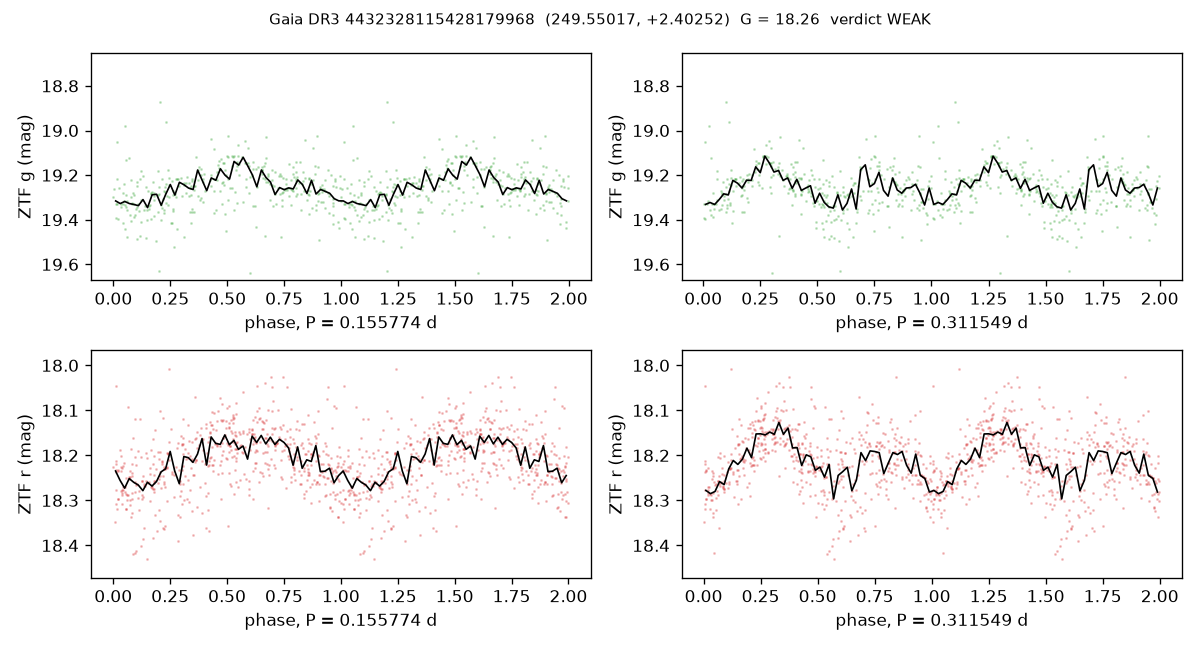 Gaia DR3 4432328115428179968 (249.55017, +2.40252) G = 18.26 verdict WEAK
ZTF g (mag)
18.8
19.0
19.2
19.4
19.6
0.00 0.25 0.50 0.75 1.00 1.25 1.50 1.75 2.00
phase, P = 0.155774 d
ZTF g (mag)
18.8
19.0
19.2
19.4
19.6
0.00 0.25 0.50 0.75 1.00 1.25 1.50 1.75 2.00
phase, P = 0.311549 d
ZTF r (mag)
18.0
18.1
18.2
18.3
18.4
0.00 0.25 0.50 0.75 1.00 1.25 1.50 1.75 2.00
phase, P = 0.155774 d
ZTF r (mag)
18.0
18.1
18.2
18.3
18.4
0.00 0.25 0.50 0.75 1.00 1.25 1.50 1.75 2.00
phase, P = 0.311549 d